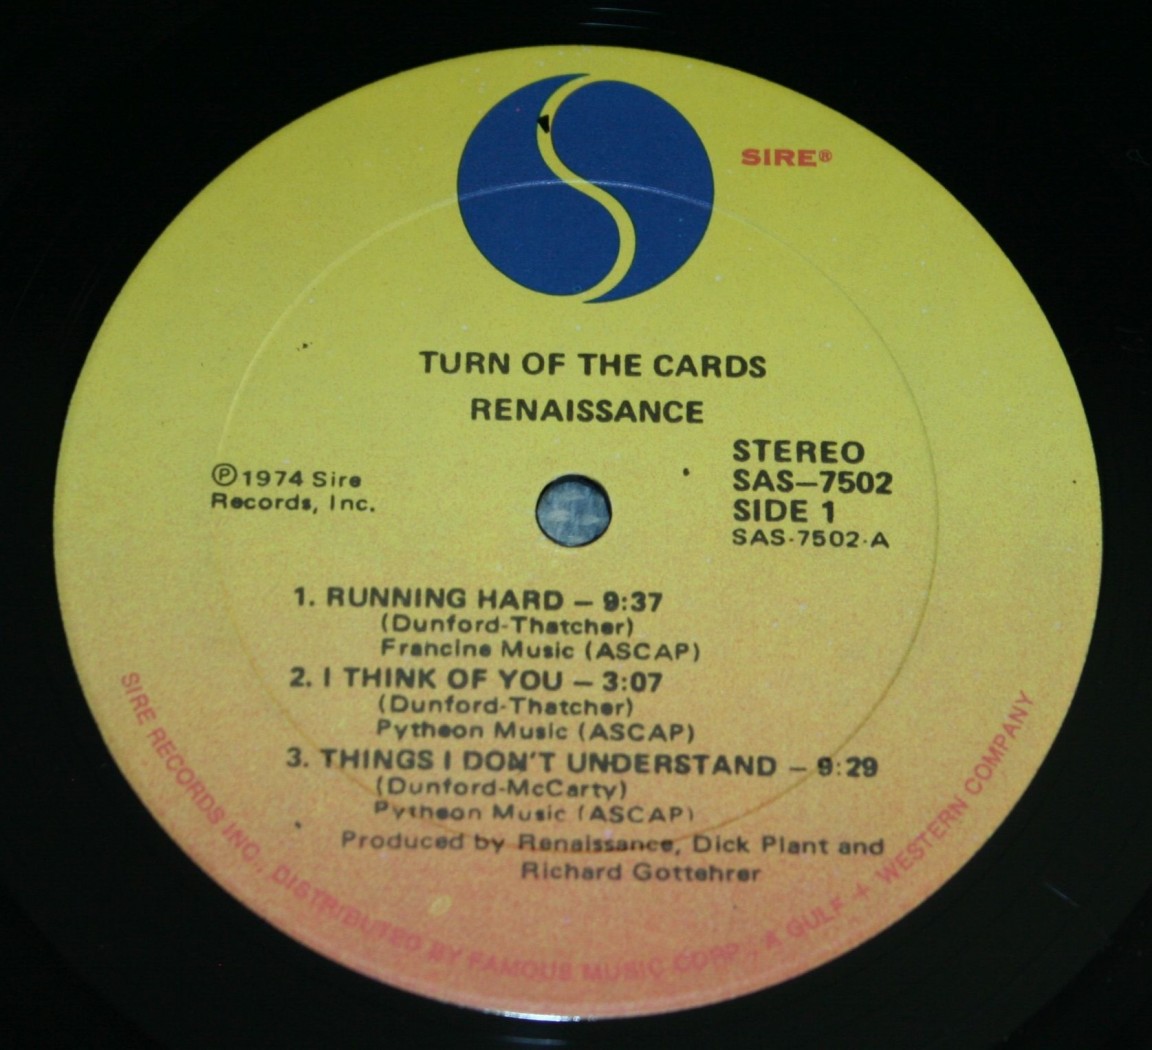 SIRE®
TURN OF THE CARDS
RENAISSANCE
℗1974 Sire
Records, Inc.
STEREO
SAS–7502
SIDE 1
SAS·7502·A
1. RUNNING HARD – 9:37
(Dunford-Thatcher)
Francine Music (ASCAP)
2. I THINK OF YOU – 3:07
(Dunford-Thatcher)
Pytheon Music (ASCAP)
3. THINGS I DON'T UNDERSTAND – 9:29
(Dunford-McCarty)
Pytheon Music (ASCAP)
Produced by Renaissance, Dick Plant and
Richard Gottehrer
SIRE RECORDS INC., DISTRIBUTED BY FAMOUS MUSIC CORP., A GULF + WESTERN COMPANY